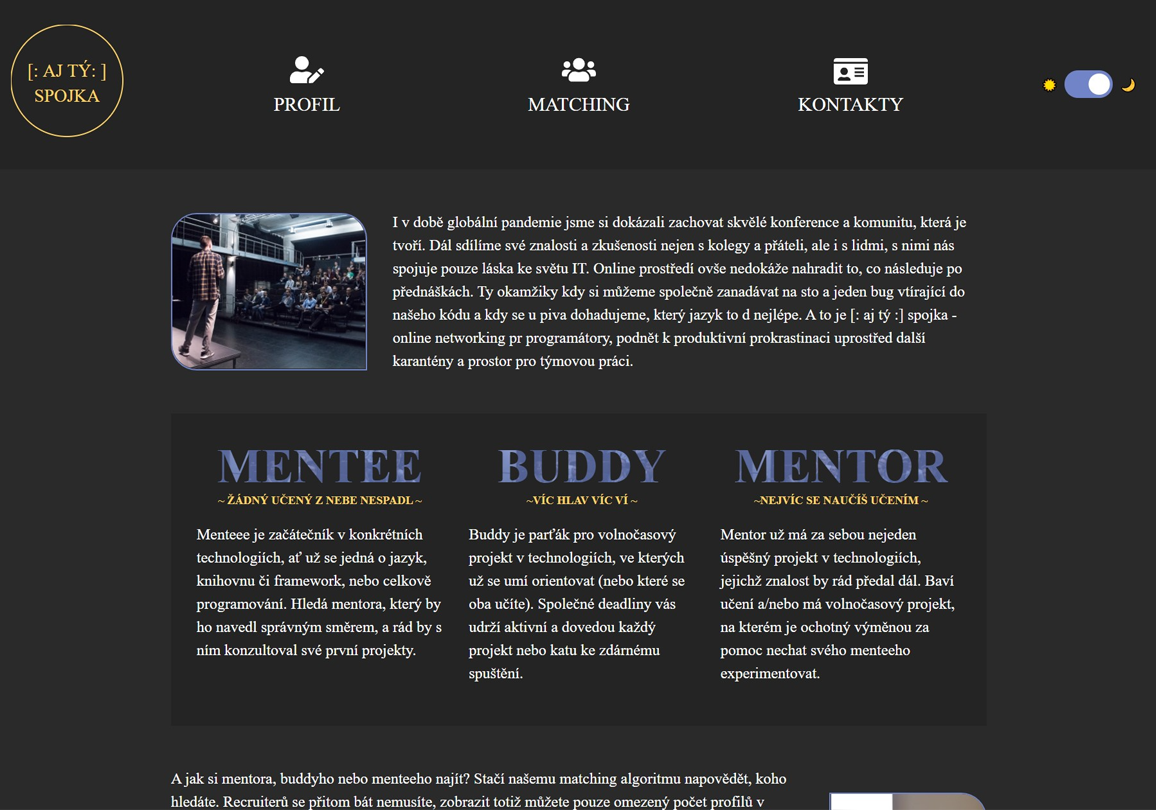 [: AJ TÝ: ]
SPOJKA
PROFIL
MATCHING
KONTAKTY
I v době globální pandemie jsme si dokázali zachovat skvělé konference a komunitu, která je
tvoří. Dál sdílíme své znalosti a zkušenosti nejen s kolegy a přáteli, ale i s lidmi, s nimi nás
spojuje pouze láska ke světu IT. Online prostředí ovše nedokáže nahradit to, co následuje po
přednáškách. Ty okamžiky kdy si můžeme společně zanadávat na sto a jeden bug vtírající do
našeho kódu a kdy se u piva dohadujeme, který jazyk to d nejlépe. A to je [: aj tý :] spojka -
online networking pr programátory, podnět k produktivní prokrastinaci uprostřed další
karantény a prostor pro týmovou práci.
MENTEE
~ ŽÁDNÝ UČENÝ Z NEBE NESPADL ~
Menteee je začátečník v konkrétních
technologiích, ať už se jedná o jazyk,
knihovnu či framework, nebo celkově
programování. Hledá mentora, který by
ho navedl správným směrem, a rád by s
ním konzultoval své první projekty.
BUDDY
~VÍC HLAV VÍC VÍ ~
Buddy je parťák pro volnočasový
projekt v technologiích, ve kterých
už se umí orientovat (nebo které se
oba učíte). Společné deadliny vás
udrží aktivní a dovedou každý
projekt nebo katu ke zdárnému
spuštění.
MENTOR
~NEJVÍC SE NAUČÍŠ UČENÍM ~
Mentor už má za sebou nejeden
úspěšný projekt v technologiích,
jejichž znalost by rád předal dál. Baví
učení a/nebo má volnočasový projekt,
na kterém je ochotný výměnou za
pomoc nechat svého menteeho
experimentovat.
A jak si mentora, buddyho nebo menteeho najít? Stačí našemu matching algoritmu napovědět, koho
hledáte. Recruiterů se přitom bát nemusíte, zobrazit totiž můžete pouze omezený počet profilů v